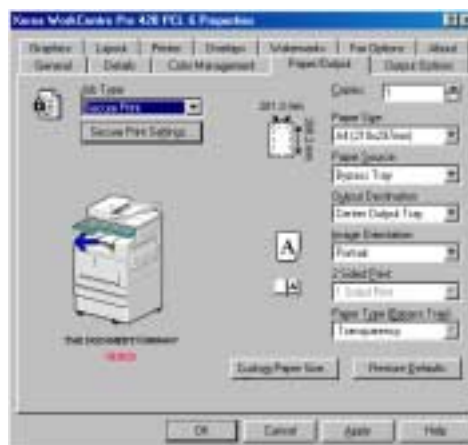 Xerox WorkCentre Pro 428 PCL 6 Properties
Graphics Layout Printer Overlays Watermarks Fax Options About
General Details Color Management Paper/Output Output Options
Job Type
Secure Print
Secure Print Settings...
Copies:
1
Paper Size
A4 (210x297mm)
Paper Source:
Bypass Tray
Output Destination
Center Output Tray
Image Orientation
Portrait
A
2 Sided Print
1 Sided Print
Paper Type (Bypass Tray)
Transparency
THE DOCUMENT COMPANY
XEROX
Custom Paper Size...
Restore Defaults
OK Cancel Apply Help